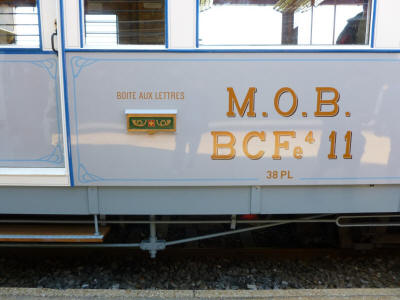 BOITE AUX LETTRES
M.O.B.
BCFe⁴ 11
38 PL